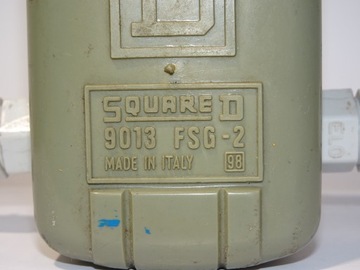 D
SQUARE D
9013 FSG-2
MADE IN ITALY 98